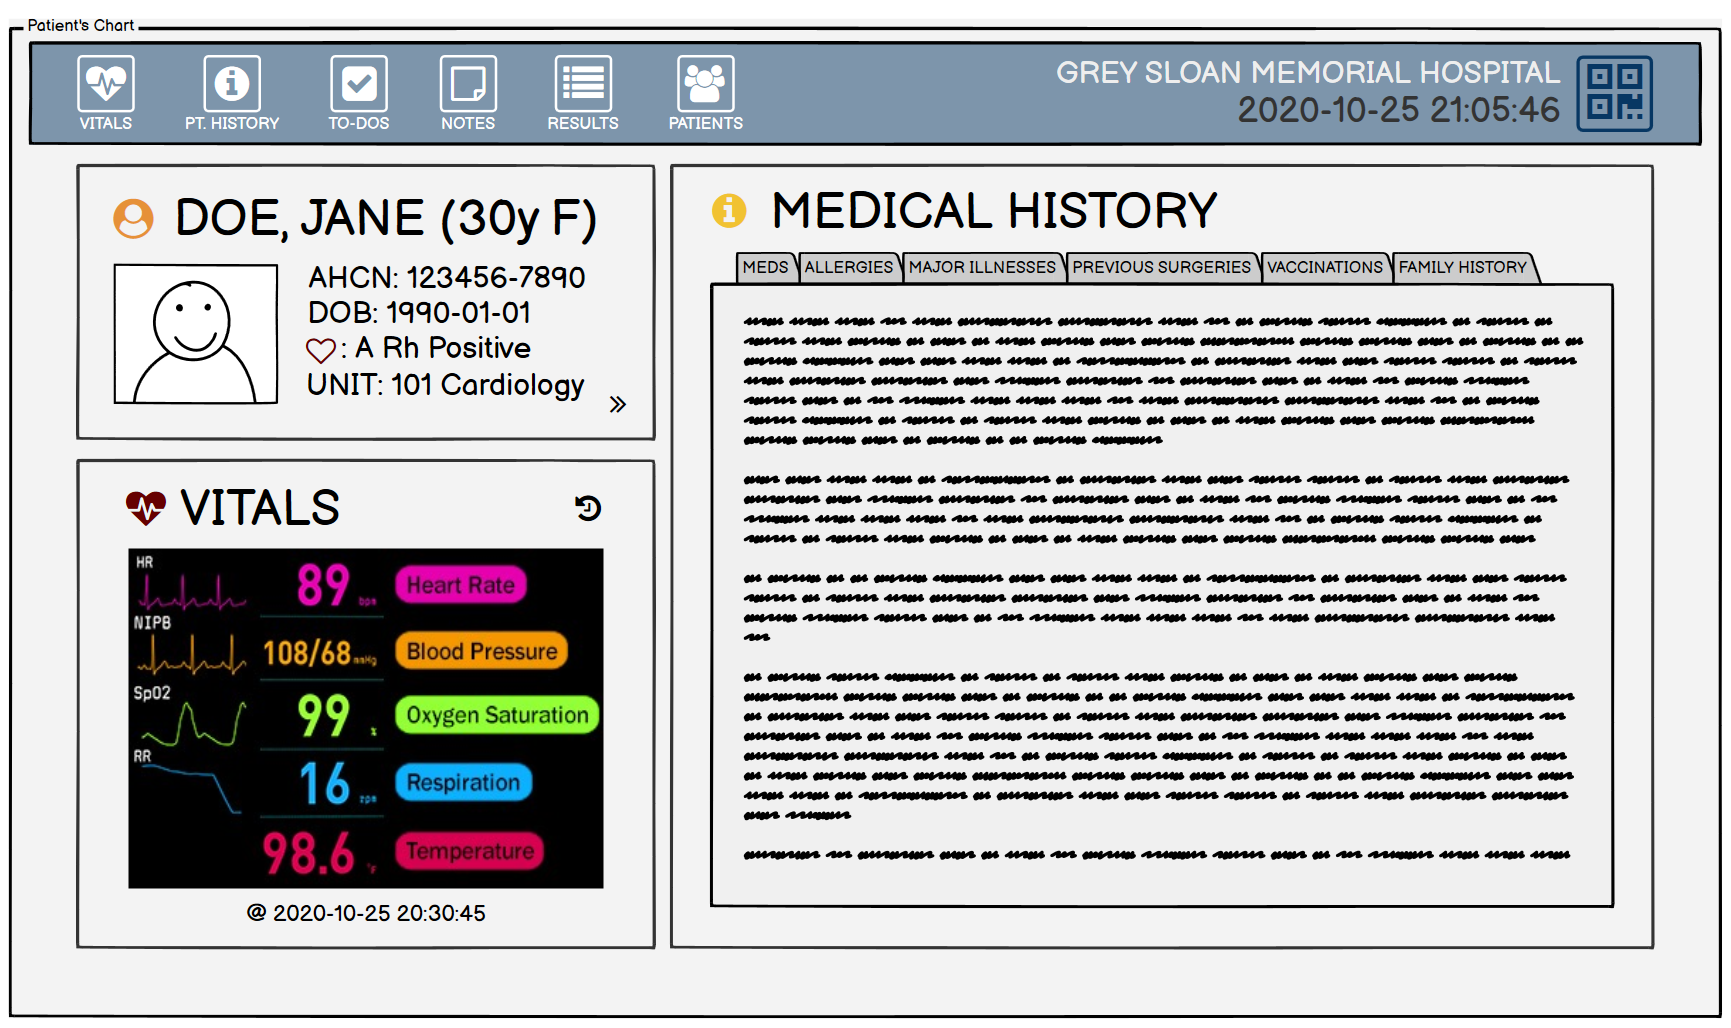 Patient's Chart
VITALS
PT. HISTORY
TO-DOS
NOTES
RESULTS
PATIENTS
GREY SLOAN MEMORIAL HOSPITAL
2020-10-25 21:05:46
DOE, JANE (30y F)
AHCN: 123456-7890
DOB: 1990-01-01
: A Rh Positive
UNIT: 101 Cardiology
VITALS
HR
89 bpm
Heart Rate
NIPB
108/68 mmHg
Blood Pressure
SpO2
99 %
Oxygen Saturation
RR
16 rpm
Respiration
98.6 °F
Temperature
@ 2020-10-25 20:30:45
MEDICAL HISTORY
MEDS
ALLERGIES
MAJOR ILLNESSES
PREVIOUS SURGERIES
VACCINATIONS
FAMILY HISTORY